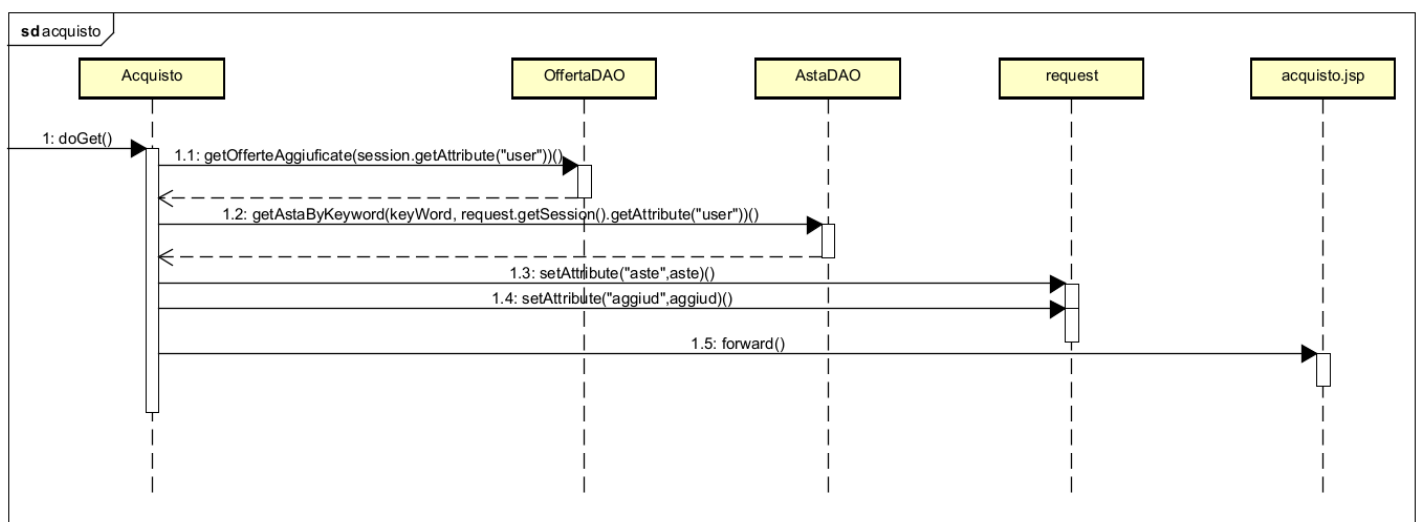 sd acquisto
Acquisto
OffertaDAO
AstaDAO
request
acquisto.jsp
1: doGet()
1.1: getOfferteAggiuficate(session.getAttribute("user"))()
1.2: getAstaByKeyword(keyWord, request.getSession().getAttribute("user"))()
1.3: setAttribute("aste",aste)()
1.4: setAttribute("aggiud",aggiud)()
1.5: forward()